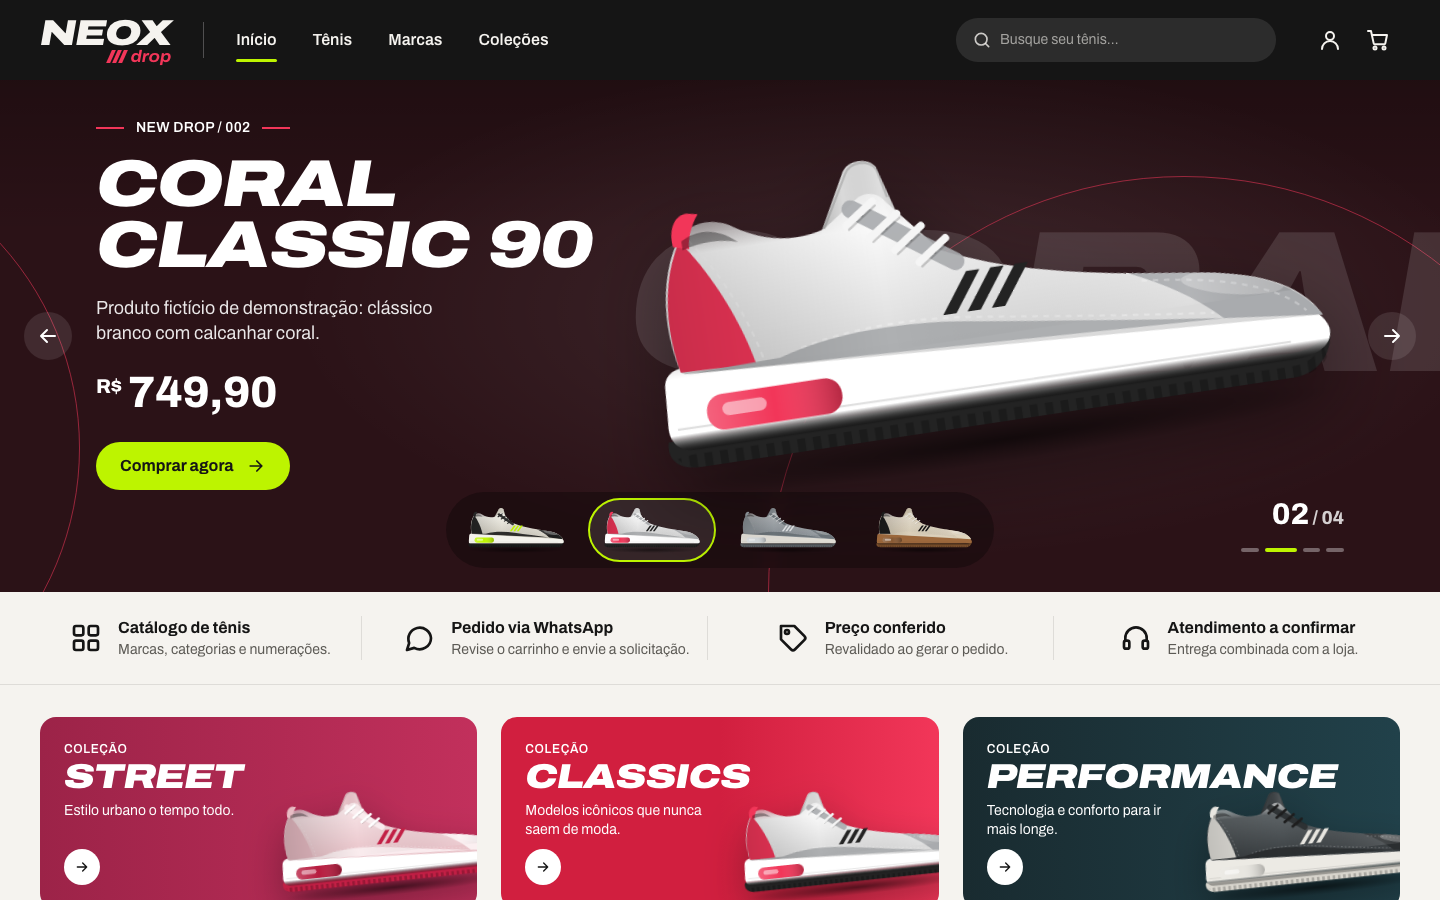 NEOX
drop
Início
Tênis
Marcas
Coleções
Busque seu tênis...
NEW DROP / 002
CORAL
CLASSIC 90
Produto fictício de demonstração: clássico
branco com calcanhar coral.
R$ 749,90
Comprar agora
02 / 04
Catálogo de tênis
Marcas, categorias e numerações.
Pedido via WhatsApp
Revise o carrinho e envie a solicitação.
Preço conferido
Revalidado ao gerar o pedido.
Atendimento a confirmar
Entrega combinada com a loja.
COLEÇÃO
STREET
Estilo urbano o tempo todo.
COLEÇÃO
CLASSICS
Modelos icônicos que nunca
saem de moda.
COLEÇÃO
PERFORMANCE
Tecnologia e conforto para ir
mais longe.